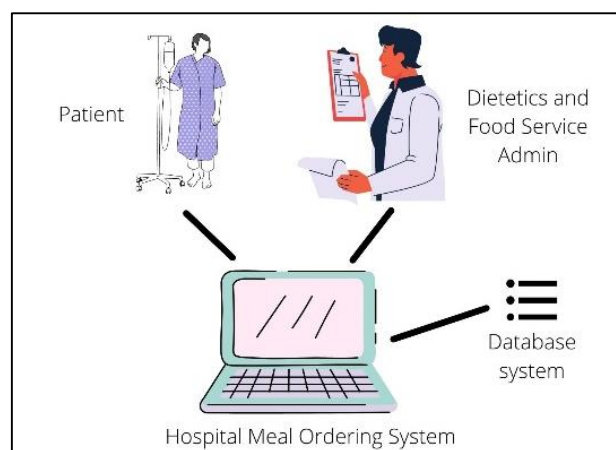 Patient
Dietetics and
Food Service
Admin
Database
system
Hospital Meal Ordering System